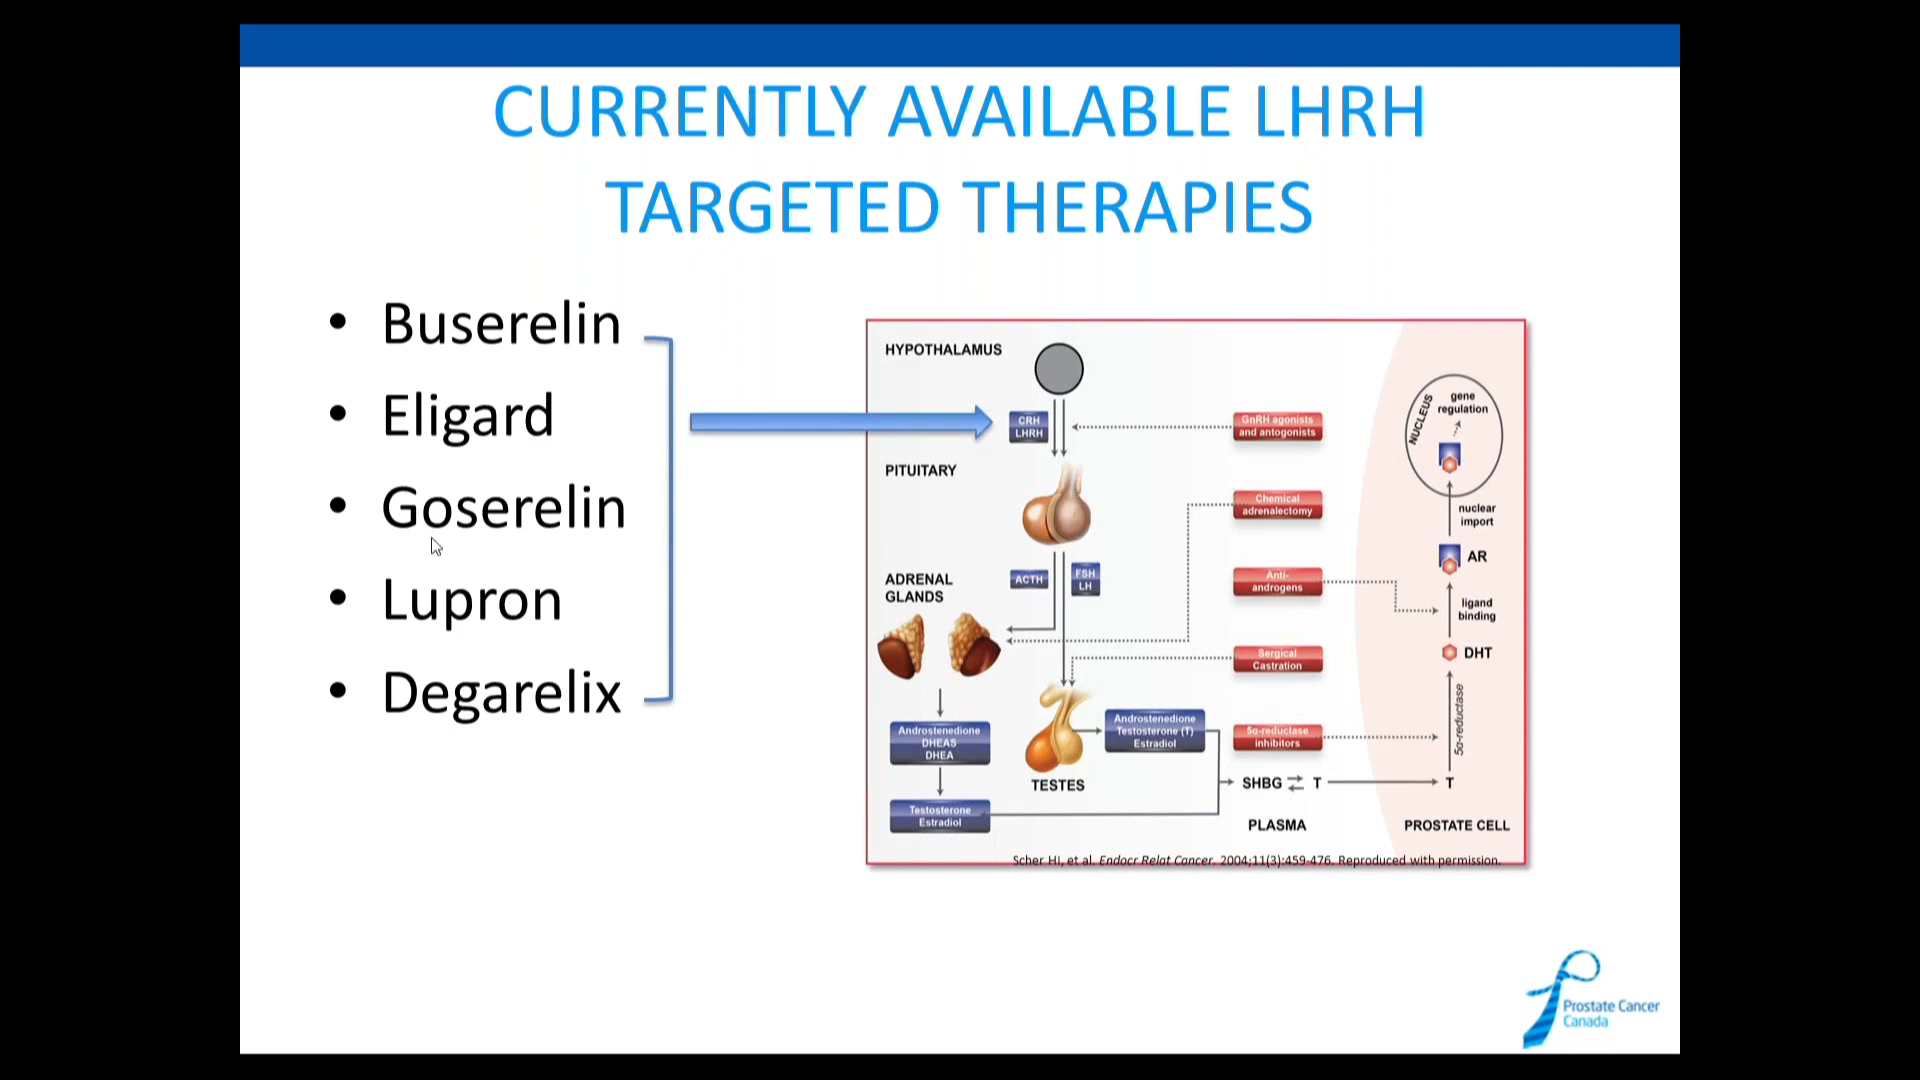 CURRENTLY AVAILABLE LHRH
TARGETED THERAPIES
• Buserelin
• Eligard
• Goserelin
• Lupron
• Degarelix
HYPOTHALAMUS
CRH
LHRH
GnRH agonists
and antogonists
PITUITARY
Chemical
adrenalectomy
ADRENAL
GLANDS
ACTH
FSH
LH
Anti-
androgens
Sergical
Castration
Androstenedione
DHEAS
DHEA
Androstenedione
Testosterone (T)
Estradiol
5α-reductase
inhibitors
TESTES
Testosterone
Estradiol
SHBG
T
PLASMA
NUCLEUS
gene
regulation
nuclear
import
AR
ligand
binding
DHT
5α-reductase
T
PROSTATE CELL
Scher HI, et al. Endocr Relat Cancer. 2004;11(3):459-476. Reproduced with permission.
Prostate Cancer
Canada